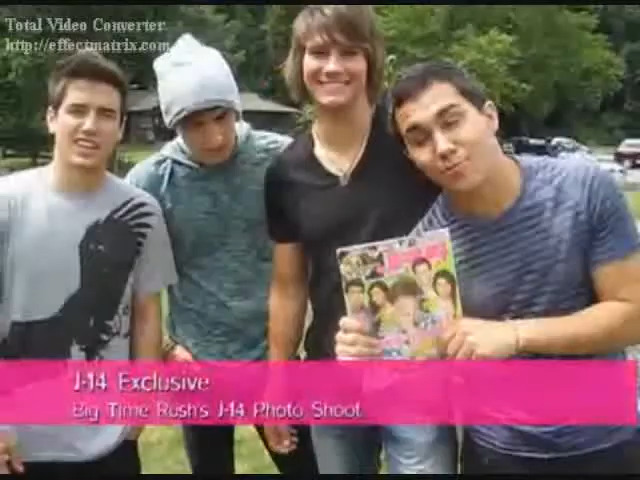 Total Video Converter
http://effectmatrix.com
J-14 Exclusive
Big Time Rush's J-14 Photo Shoot